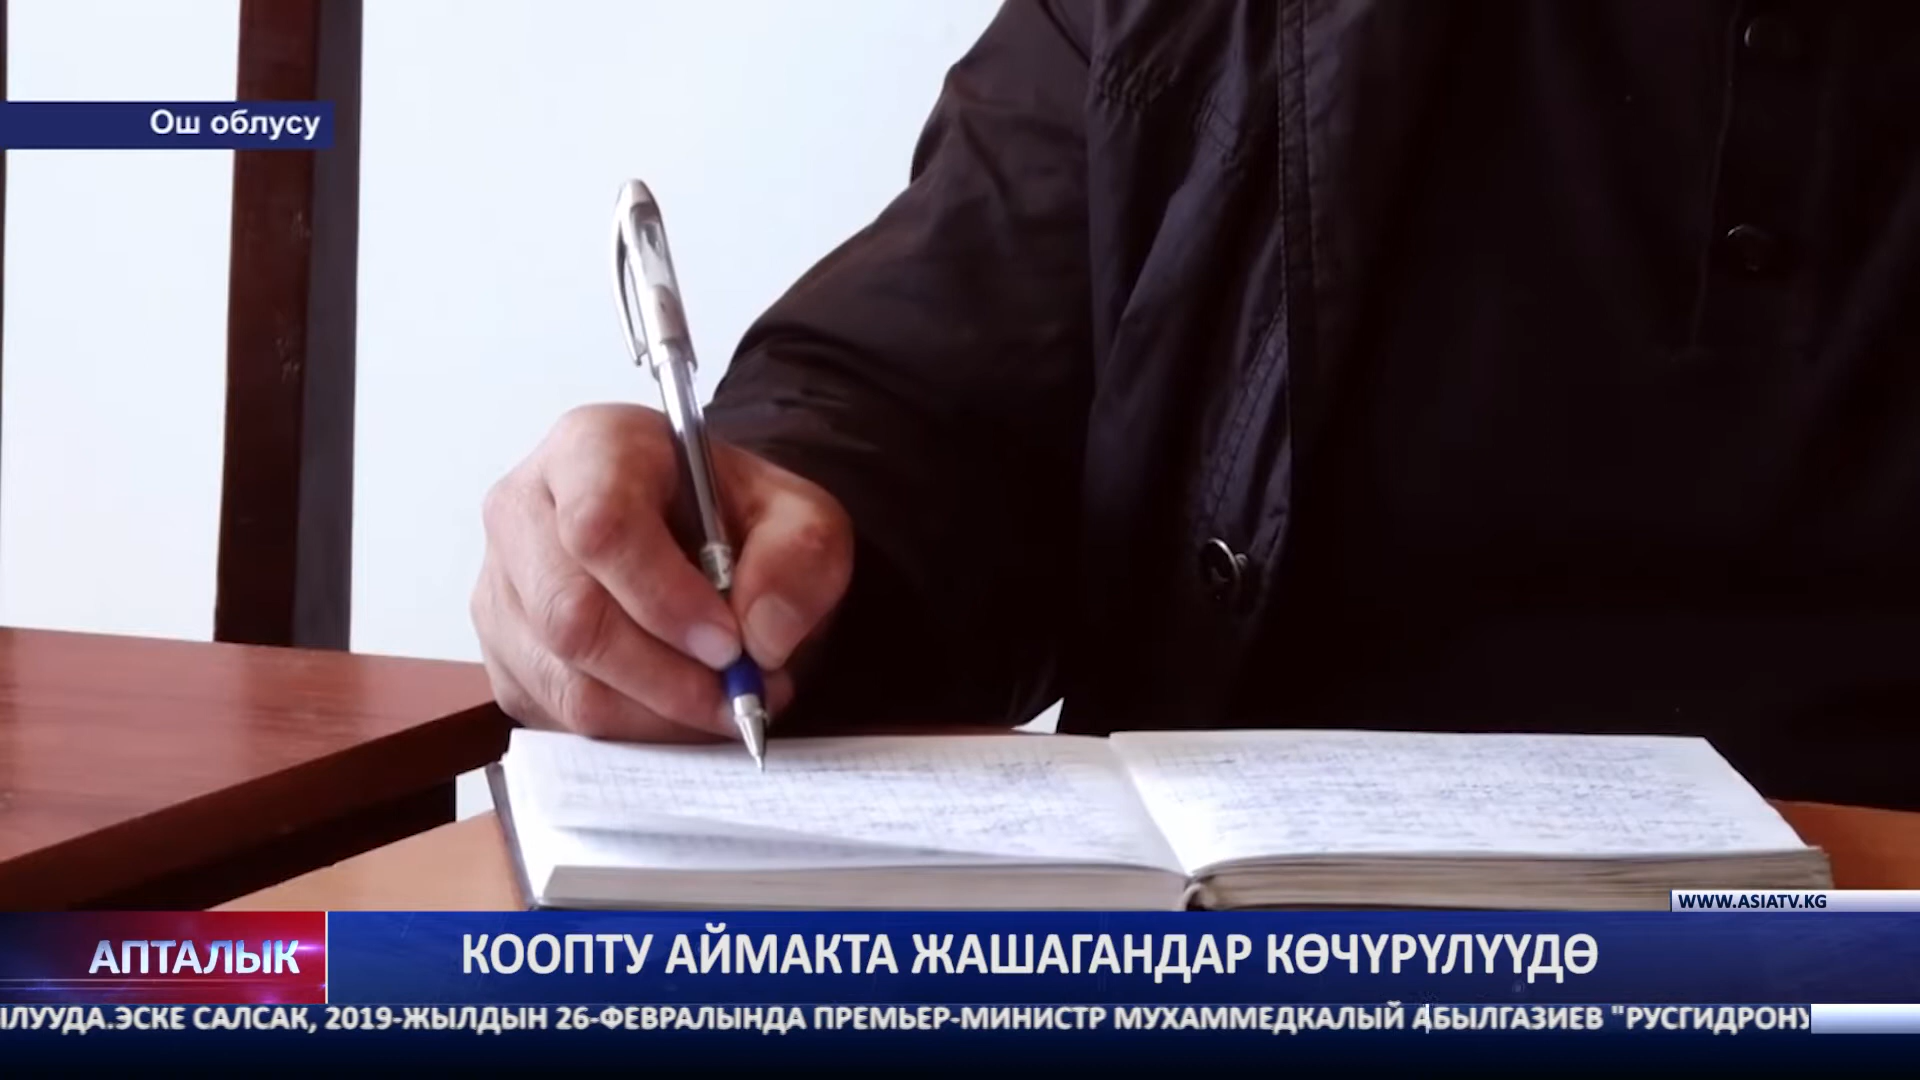 Ош облусу
WWW.ASIATV.KG
АПТАЛЫК
КООПТУ АЙМАКТА ЖАШАГАНДАР КӨЧҮРҮЛҮҮДӨ
ЫЛУУДА.ЭСКЕ САЛСАК, 2019-ЖЫЛДЫН 26-ФЕВРАЛЫНДА ПРЕМЬЕР-МИНИСТР МУХАММЕДКАЛЫЙ АБЫЛГАЗИЕВ "РУСГИДРОНУ